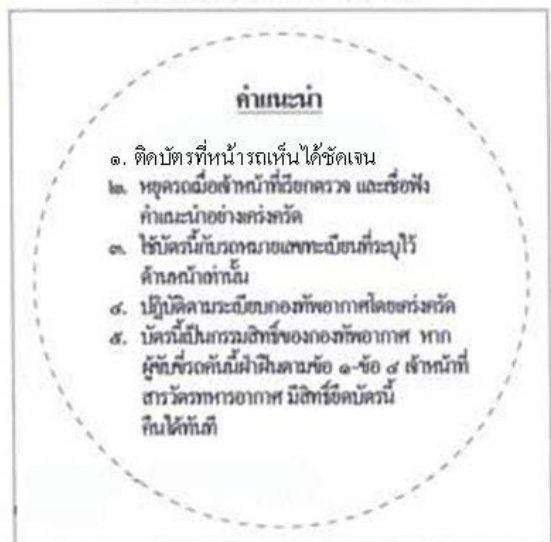 คำแนะนำ
๑. ติดบัตรที่หน้ารถเห็นได้ชัดเจน
๒. หยุดรถเมื่อเจ้าหน้าที่เรียกตรวจ และเชื่อฟัง
คำแนะนำอย่างเคร่งครัด
๓. ใช้บัตรนี้กับรถหมายเลขทะเบียนที่ระบุไว้
ด้านหน้าเท่านั้น
๔. ปฏิบัติตามระเบียบกองทัพอากาศโดยเคร่งครัด
๕. บัตรนี้เป็นกรรมสิทธิ์ของกองทัพอากาศ หาก
ผู้ขับขี่รถคันนี้ฝ่าฝืนตามข้อ ๑-ข้อ ๔ เจ้าหน้าที่
สารวัตรทหารอากาศ มีสิทธิ์ยึดบัตรนี้
คืนได้ทันที